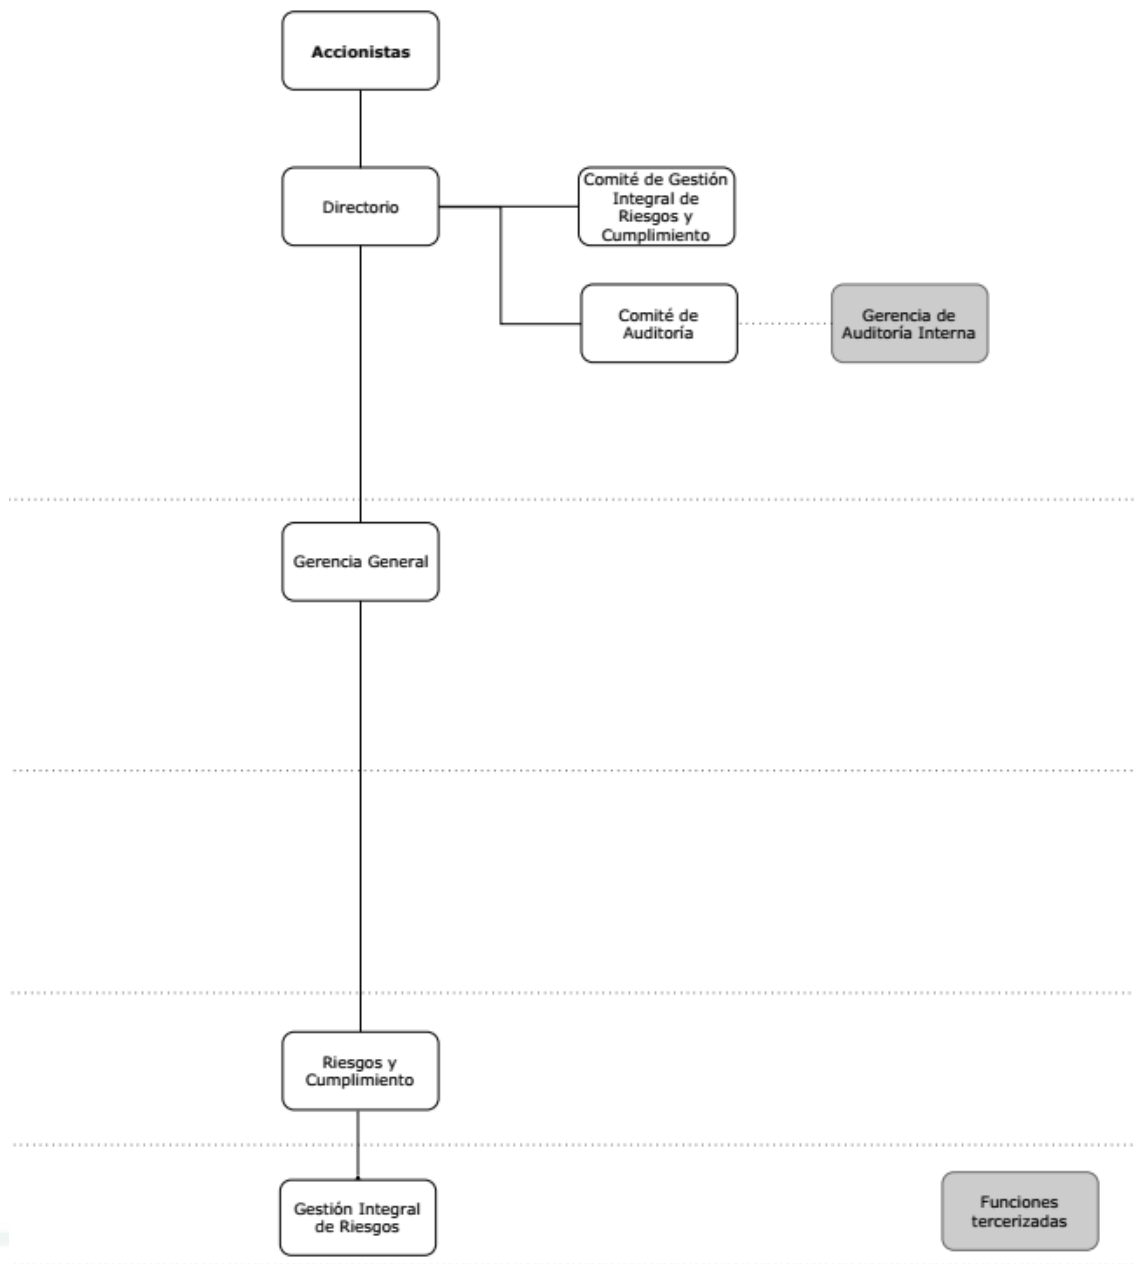 Accionistas
Directorio
Comité de Gestión
Integral de
Riesgos y
Cumplimiento
Comité de
Auditoría
Gerencia de
Auditoría Interna
Gerencia General
Riesgos y
Cumplimiento
Gestión Integral
de Riesgos
Funciones
tercerizadas